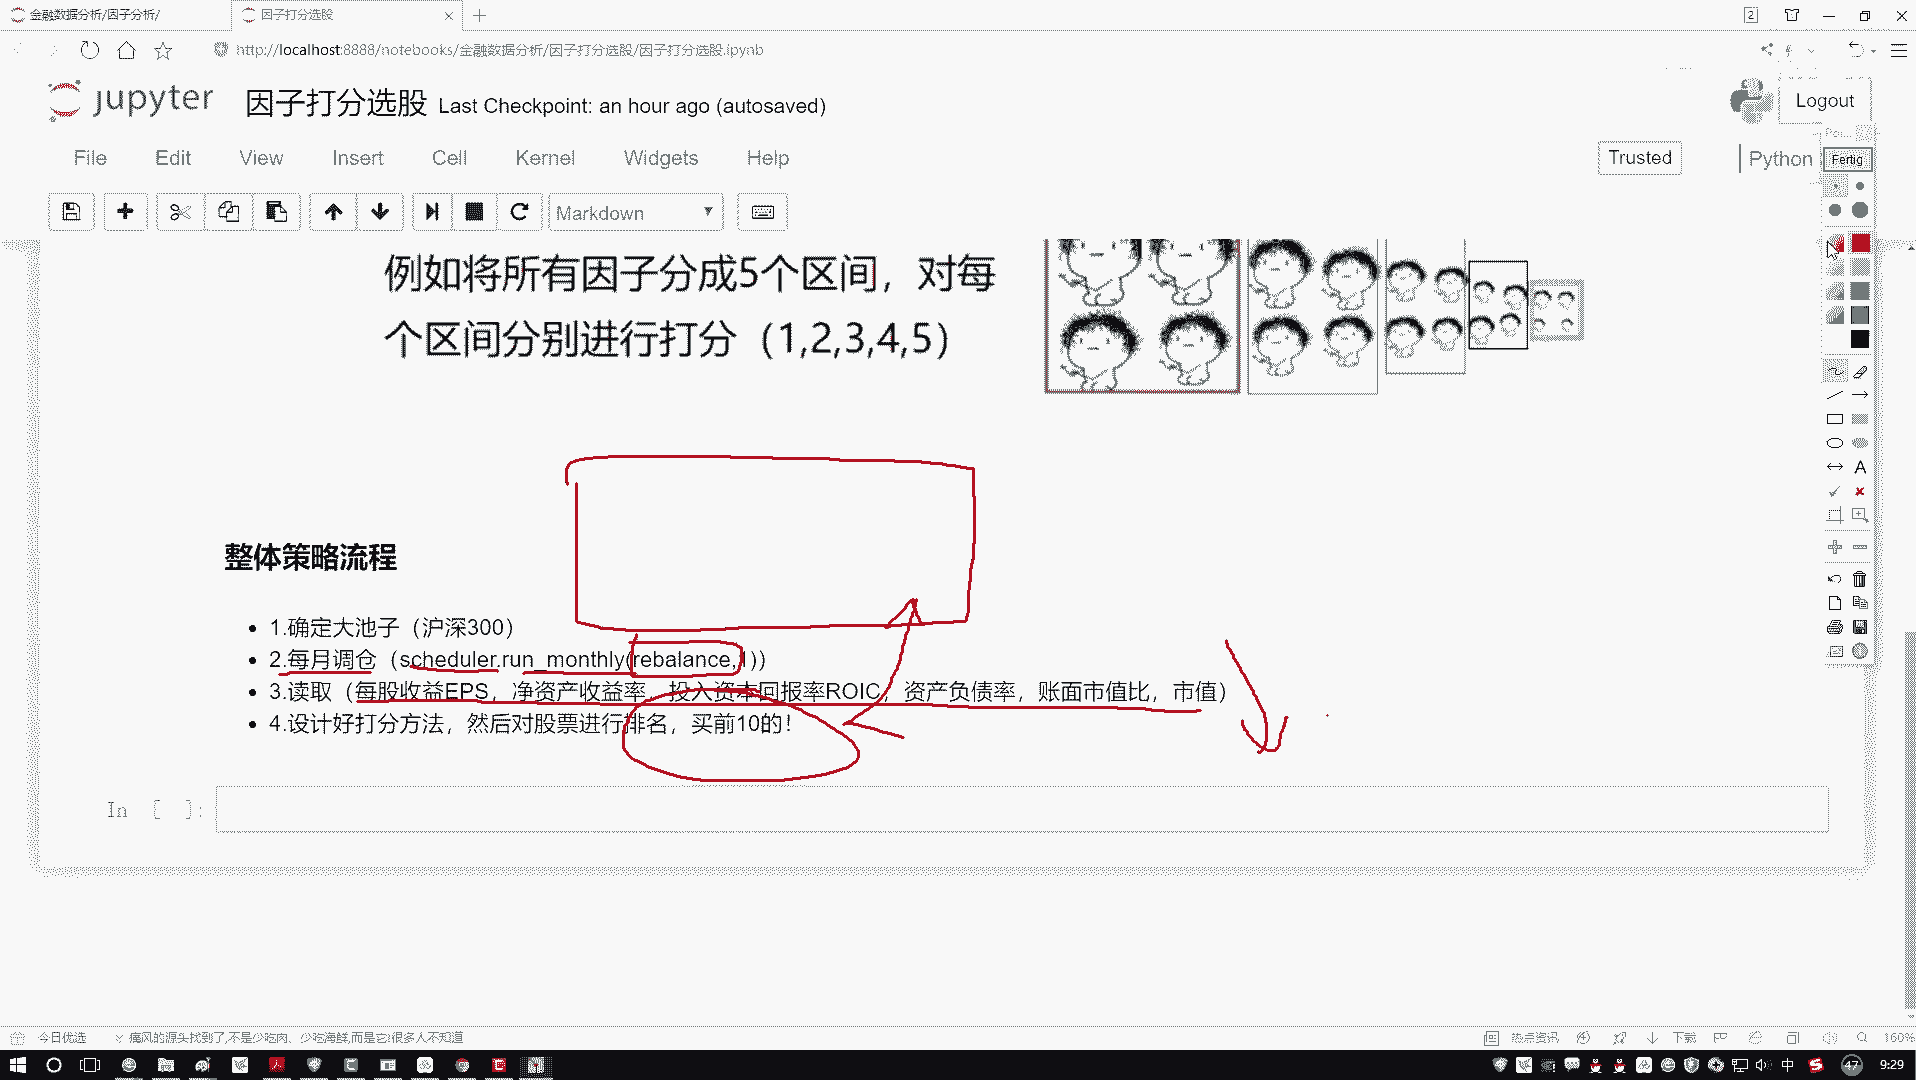 金融数据分析/因子分析/
因子打分选股
2
http://localhost:8888/notebooks/金融数据分析/因子打分选股/因子打分选股.ipynb
jupyter 因子打分选股 Last Checkpoint: an hour ago (autosaved)
Logout
File Edit View Insert Cell Kernel Widgets Help
Trusted
Python
Fertig
Markdown
例如将所有因子分成5个区间，对每
个区间分别进行打分（1,2,3,4,5）
整体策略流程
1.确定大池子（沪深300）
2.每月调仓（scheduler.run_monthly(rebalance,1)）
3.读取（每股收益EPS，净资产收益率，投入资本回报率ROIC，资产负债率，账面市值比，市值）
4.设计好打分方法，然后对股票进行排名，买前10的！
In [ ]:
A
今日优选
痛风的源头找到了,不是少吃肉、少吃海鲜,而是它!很多人不知道
热点资讯
下载
160%
中
47
9:29